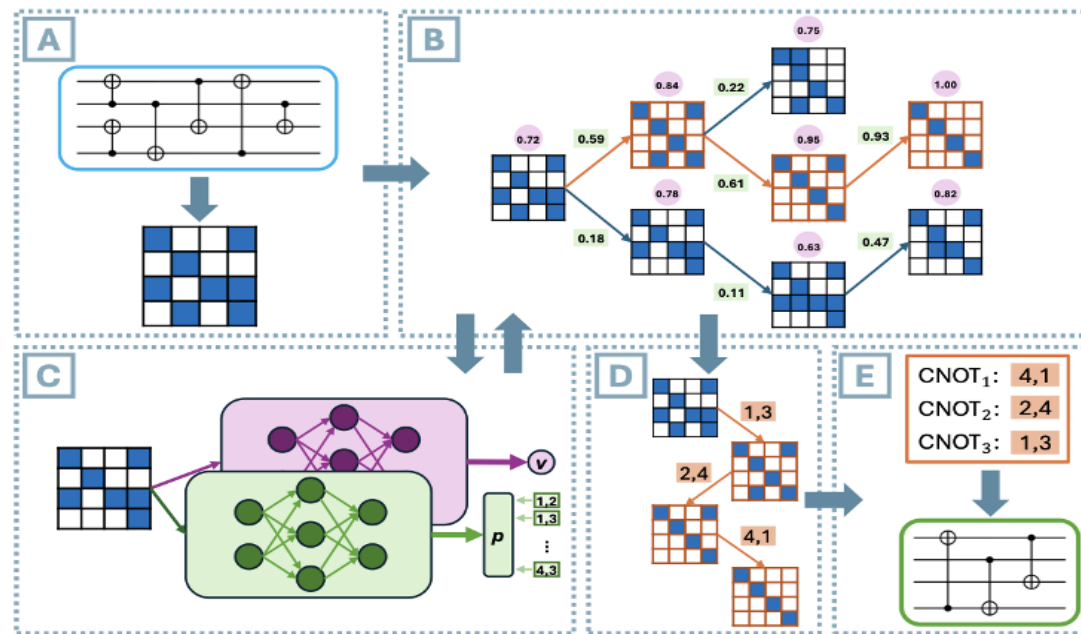 A
B
0.75
0.84
0.22
1.00
0.72
0.59
0.95
0.93
0.61
0.78
0.82
0.18
0.63
0.47
0.11
C
v
p
1,2
1,3
⋮
4,3
D
1,3
2,4
4,1
E
CNOT₁: 4,1
CNOT₂: 2,4
CNOT₃: 1,3